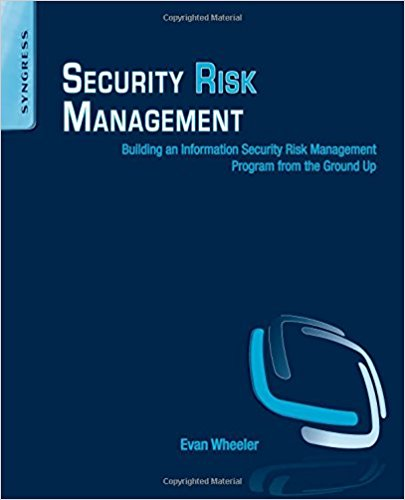 Copyrighted Material
SYNGRESS
SECURITY RISK
MANAGEMENT
Building an Information Security Risk Management
Program from the Ground Up
Evan Wheeler
Copyrighted Material